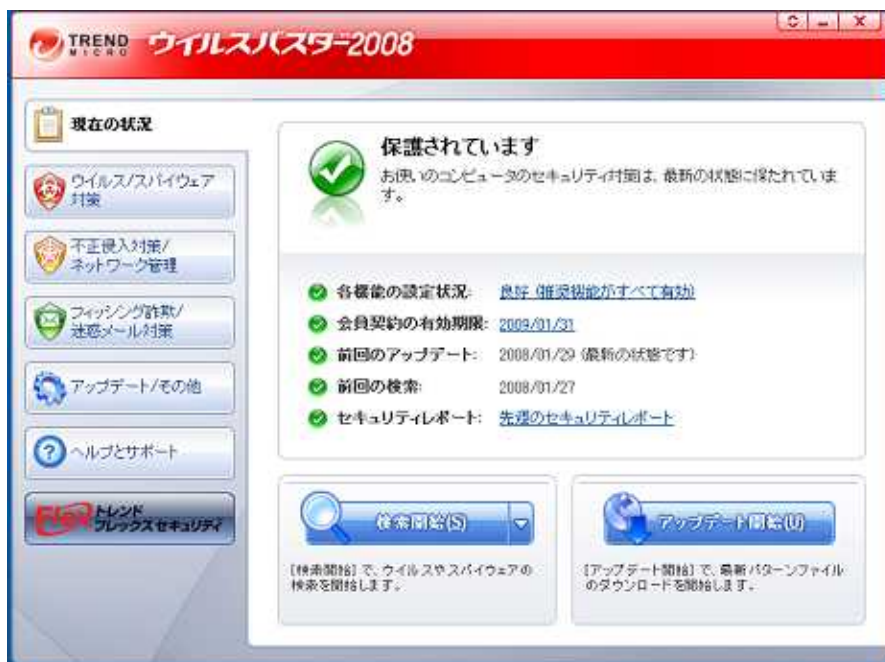 TREND MICRO ウイルスバスター2008
現在の状況
ウイルス/スパイウェア
対策
不正侵入対策/
ネットワーク管理
フィッシング詐欺/
迷惑メール対策
アップデート/その他
ヘルプとサポート
Flex トレンド
フレックスセキュリティ
保護されています
お使いのコンピュータのセキュリティ対策は、最新の状態に保たれていま
す。
各機能の設定状況: 良好 (推奨機能がすべて有効)
会員契約の有効期限: 2009/01/31
前回のアップデート: 2008/01/29 (最新の状態です)
前回の検索: 2008/01/27
セキュリティレポート: 先週のセキュリティレポート
検索開始(S)
[検索開始] で、ウイルスやスパイウェアの
検索を開始します。
アップデート開始(U)
[アップデート開始] で、最新パターンファイル
のダウンロードを開始します。